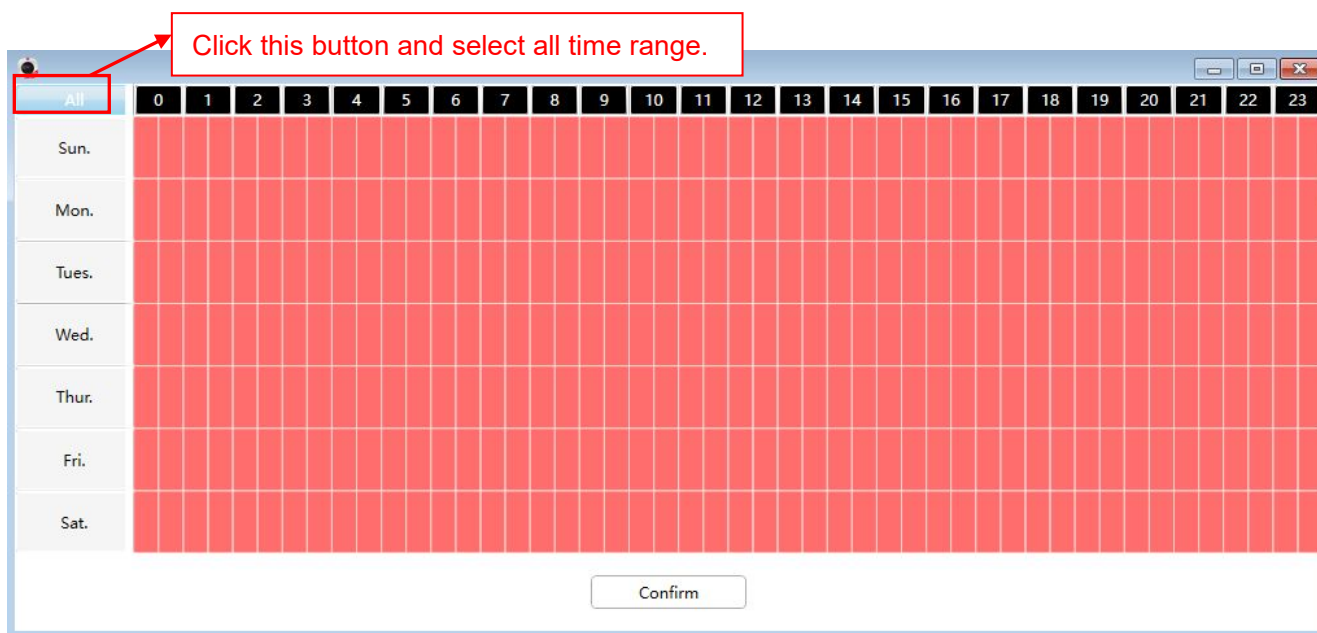 Click this button and select all time range.
All 0 1 2 3 4 5 6 7 8 9 10 11 12 13 14 15 16 17 18 19 20 21 22 23
Sun.
Mon.
Tues.
Wed.
Thur.
Fri.
Sat.
Confirm